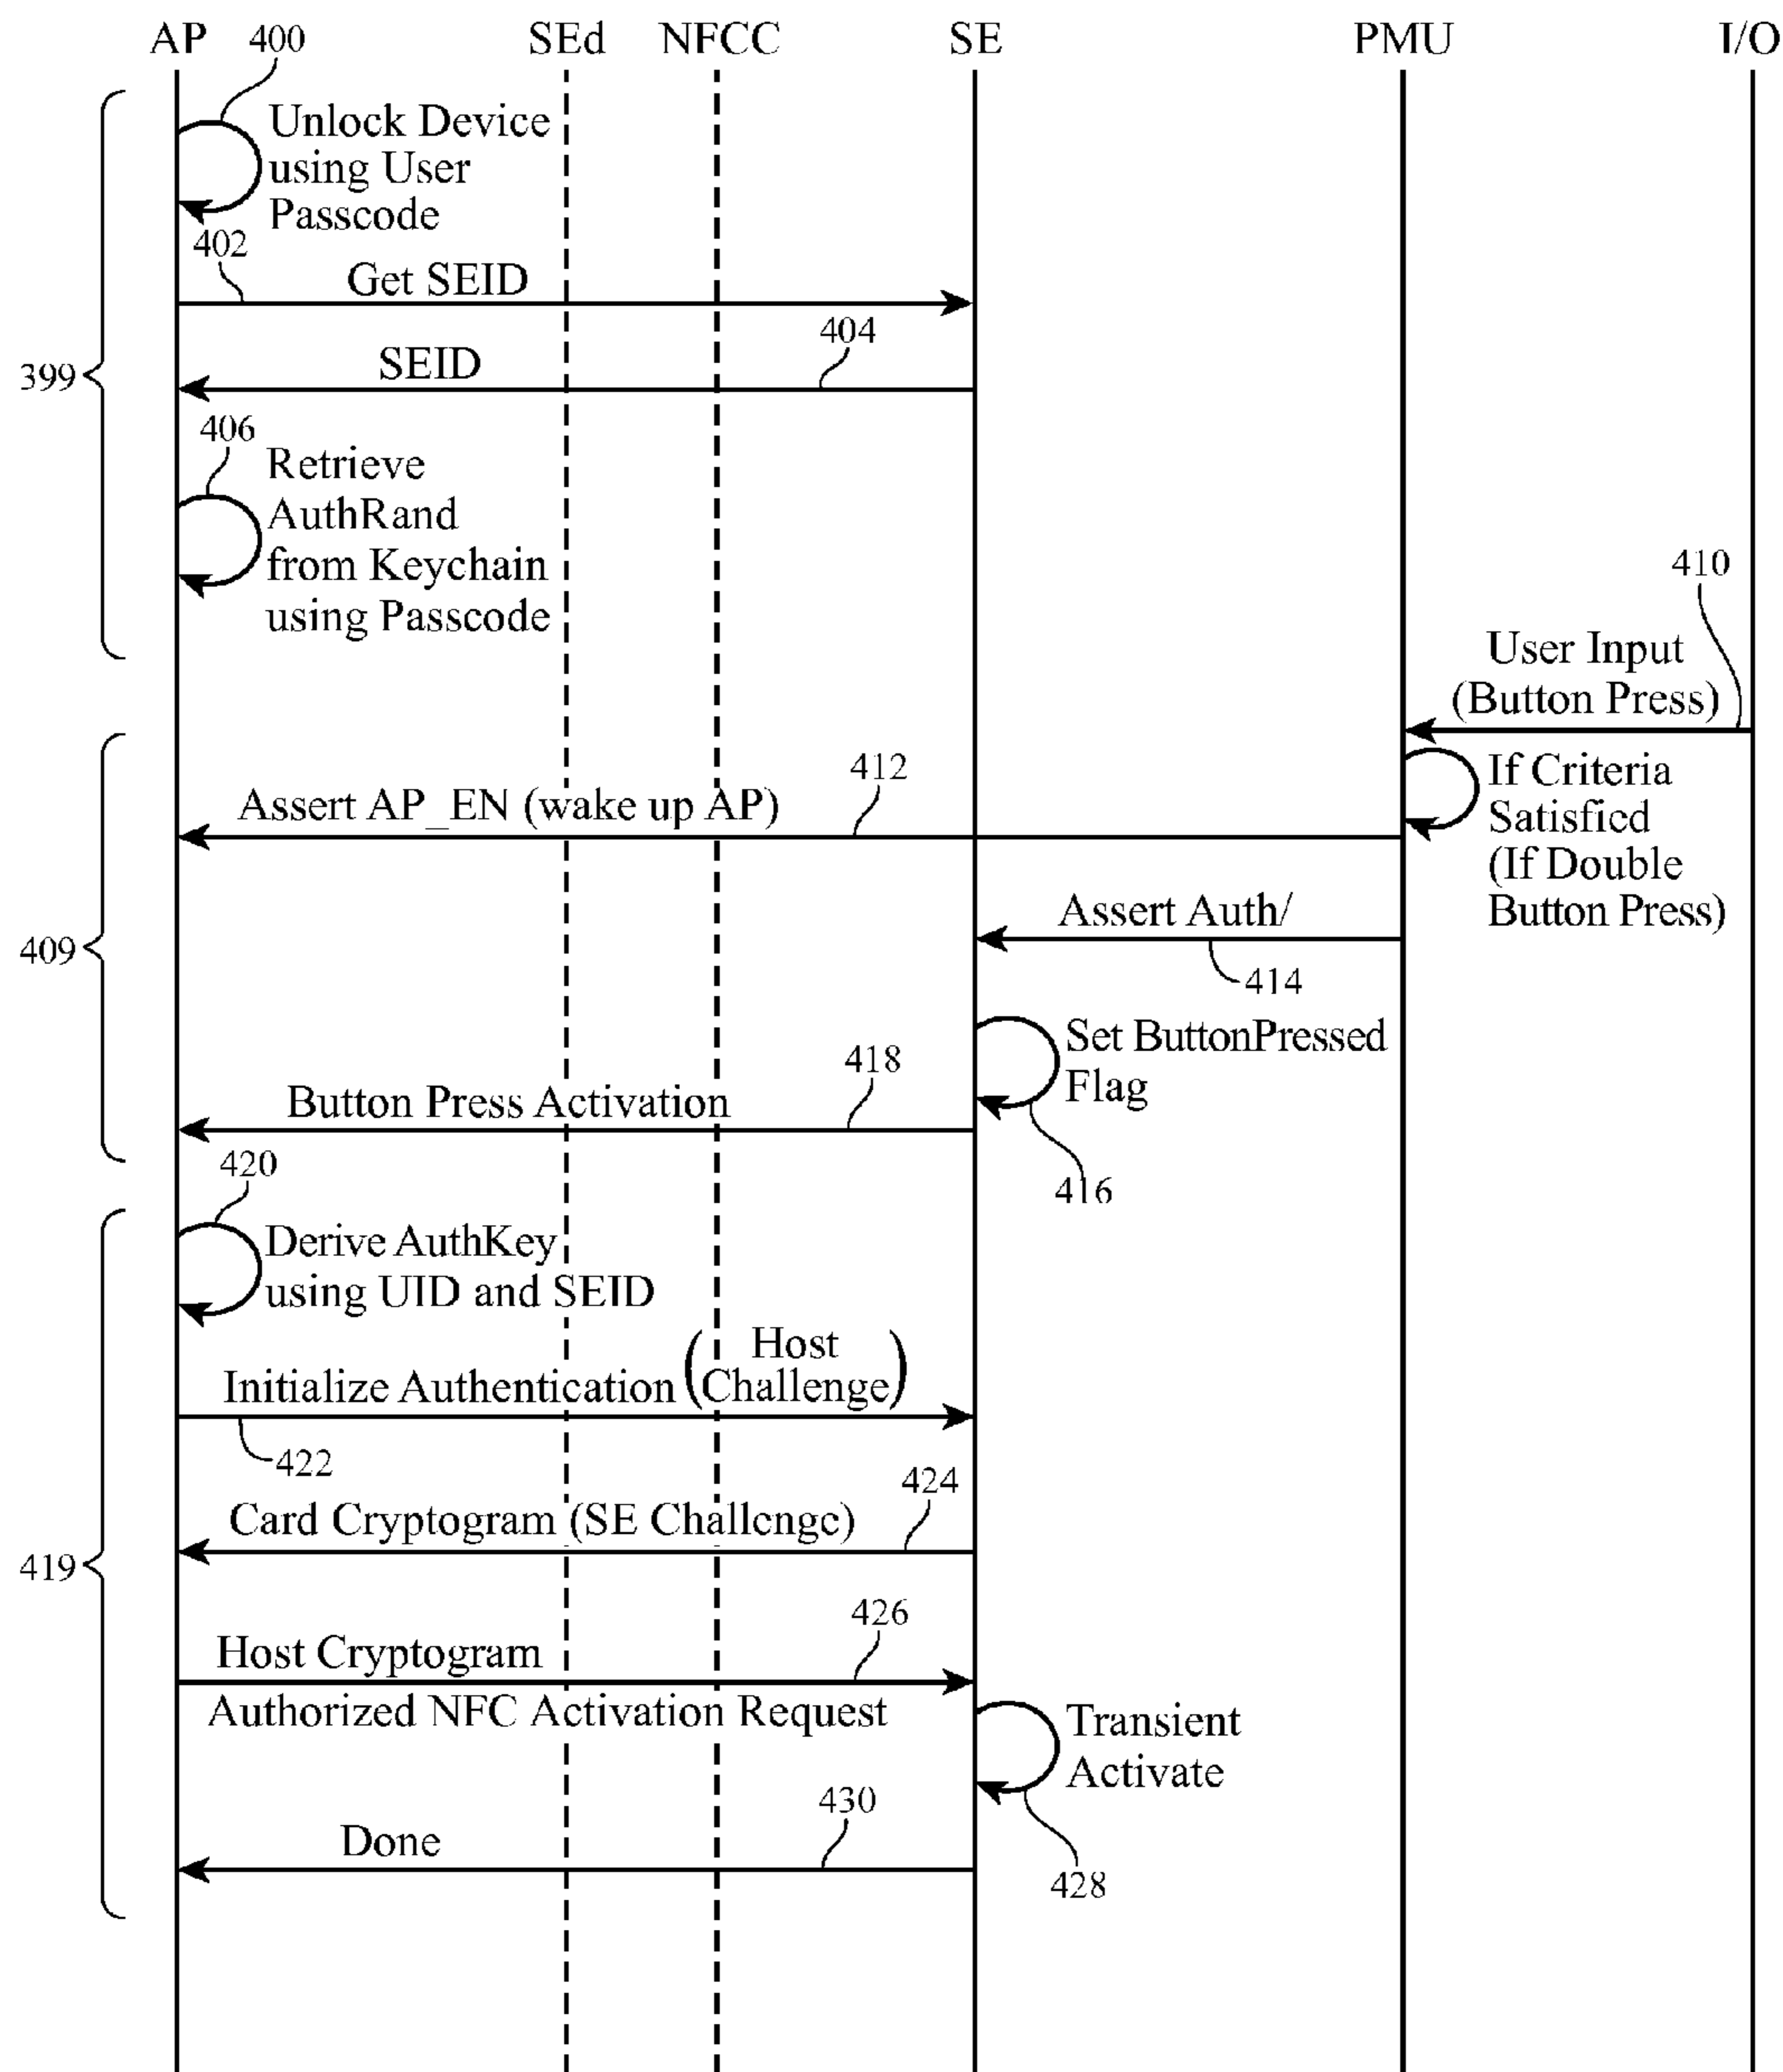 AP 400 SEd NFCC SE PMU I/O
Unlock Device
using User
Passcode
402
Get SEID
404
SEID
399
406
Retrieve
AuthRand
from Keychain
using Passcode
410
User Input
(Button Press)
412
Assert AP_EN (wake up AP)
If Criteria
Satisfied
(If Double
Button Press)
Assert Auth/
409
414
Set ButtonPressed
Flag
418
Button Press Activation
416
420
Derive AuthKey
using UID and SEID
Host
Initialize Authentication (Challenge)
422
424
Card Cryptogram (SE Challenge)
419
426
Host Cryptogram
Authorized NFC Activation Request
Transient
Activate
430
Done
428